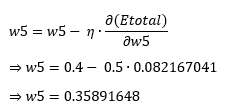 w5 = w5 − η · ∂(Etotal)/∂w5
⇒ w5 = 0.4 − 0.5 · 0.082167041
⇒ w5 = 0.35891648